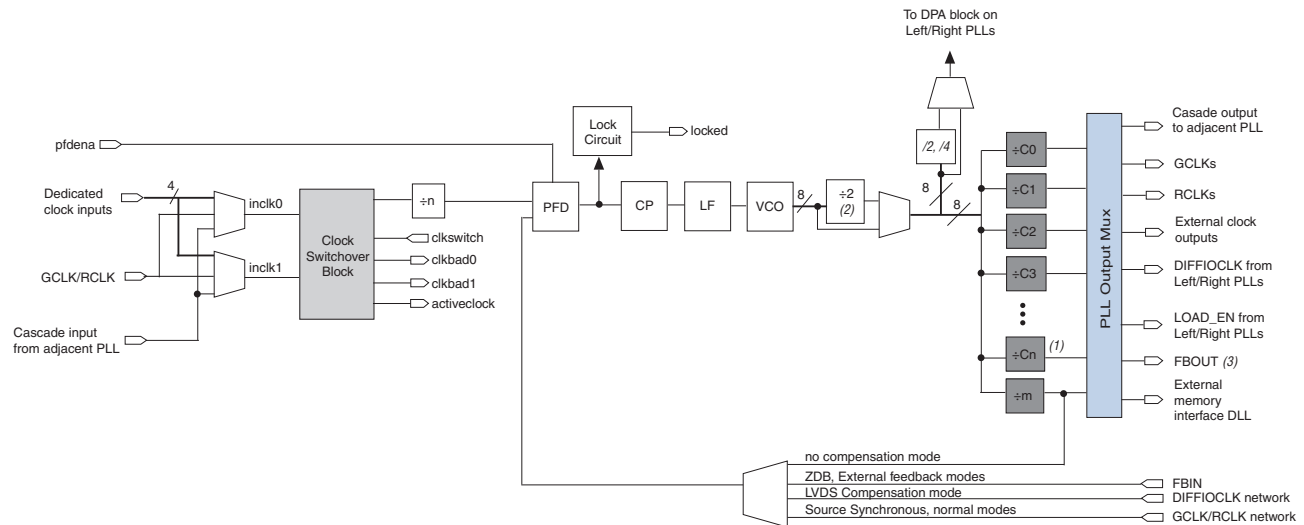 To DPA block on
Left/Right PLLs
Lock
Circuit
locked
/2, /4
pfdena
Dedicated
clock inputs
4
inclk0
GCLK/RCLK
inclk1
Cascade input
from adjacent PLL
Clock
Switchover
Block
÷n
clkswitch
clkbad0
clkbad1
activeclock
PFD
CP
LF
VCO
8
÷2
(2)
8
8
÷C0
÷C1
÷C2
÷C3
÷Cn
(1)
÷m
PLL Output Mux
Casade output
to adjacent PLL
GCLKs
RCLKs
External clock
outputs
DIFFIOCLK from
Left/Right PLLs
LOAD_EN from
Left/Right PLLs
FBOUT (3)
External
memory
interface DLL
no compensation mode
ZDB, External feedback modes
LVDS Compensation mode
Source Synchronous, normal modes
FBIN
DIFFIOCLK network
GCLK/RCLK network